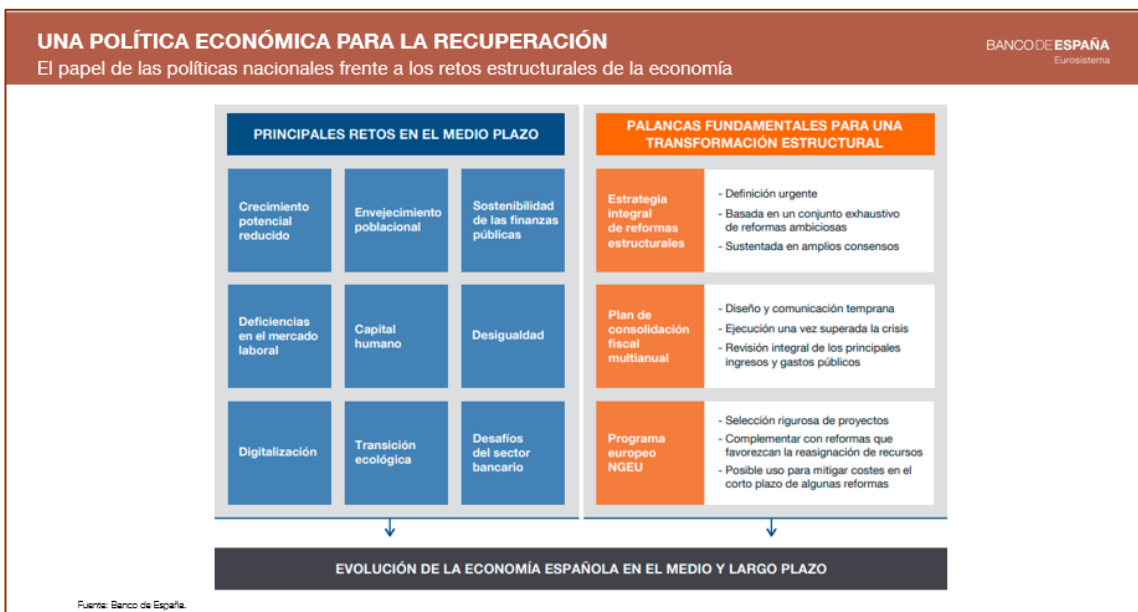 UNA POLÍTICA ECONÓMICA PARA LA RECUPERACIÓN
El papel de las políticas nacionales frente a los retos estructurales de la economía
BANCODEESPAÑA
Eurosistema
PRINCIPALES RETOS EN EL MEDIO PLAZO
Crecimiento
potencial
reducido
Envejecimiento
poblacional
Sostenibilidad
de las finanzas
públicas
Deficiencias
en el mercado
laboral
Capital
humano
Desigualdad
Digitalización
Transición
ecológica
Desafíos
del sector
bancario
PALANCAS FUNDAMENTALES PARA UNA
TRANSFORMACIÓN ESTRUCTURAL
Estrategia
integral
de reformas
estructurales
- Definición urgente
- Basada en un conjunto exhaustivo
de reformas ambiciosas
- Sustentada en amplios consensos
Plan de
consolidación
fiscal
multianual
- Diseño y comunicación temprana
- Ejecución una vez superada la crisis
- Revisión integral de los principales
ingresos y gastos públicos
Programa
europeo
NGEU
- Selección rigurosa de proyectos
- Complementar con reformas que
favorezcan la reasignación de recursos
- Posible uso para mitigar costes en el
corto plazo de algunas reformas
EVOLUCIÓN DE LA ECONOMÍA ESPAÑOLA EN EL MEDIO Y LARGO PLAZO
Fuente: Banco de España.